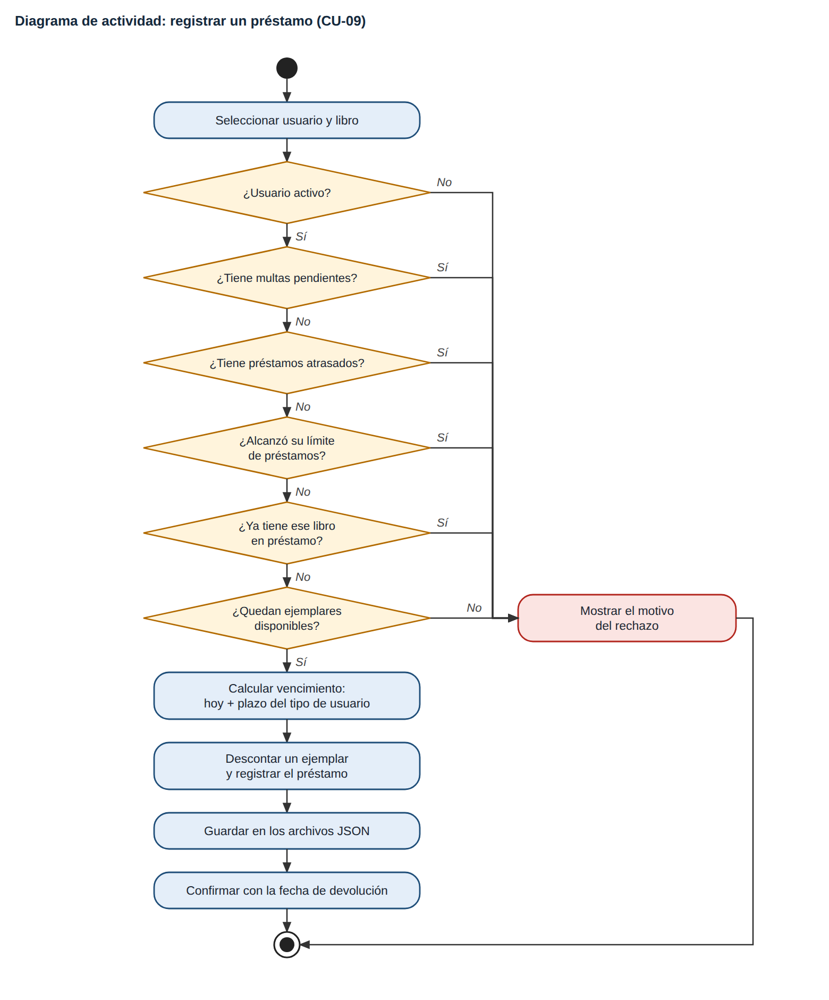 Diagrama de actividad: registrar un préstamo (CU-09)
Seleccionar usuario y libro
¿Usuario activo?
No
Sí
¿Tiene multas pendientes?
Sí
No
¿Tiene préstamos atrasados?
Sí
No
¿Alcanzó su límite
de préstamos?
Sí
No
¿Ya tiene ese libro
en préstamo?
Sí
No
¿Quedan ejemplares
disponibles?
No
Mostrar el motivo
del rechazo
Sí
Calcular vencimiento:
hoy + plazo del tipo de usuario
Descontar un ejemplar
y registrar el préstamo
Guardar en los archivos JSON
Confirmar con la fecha de devolución